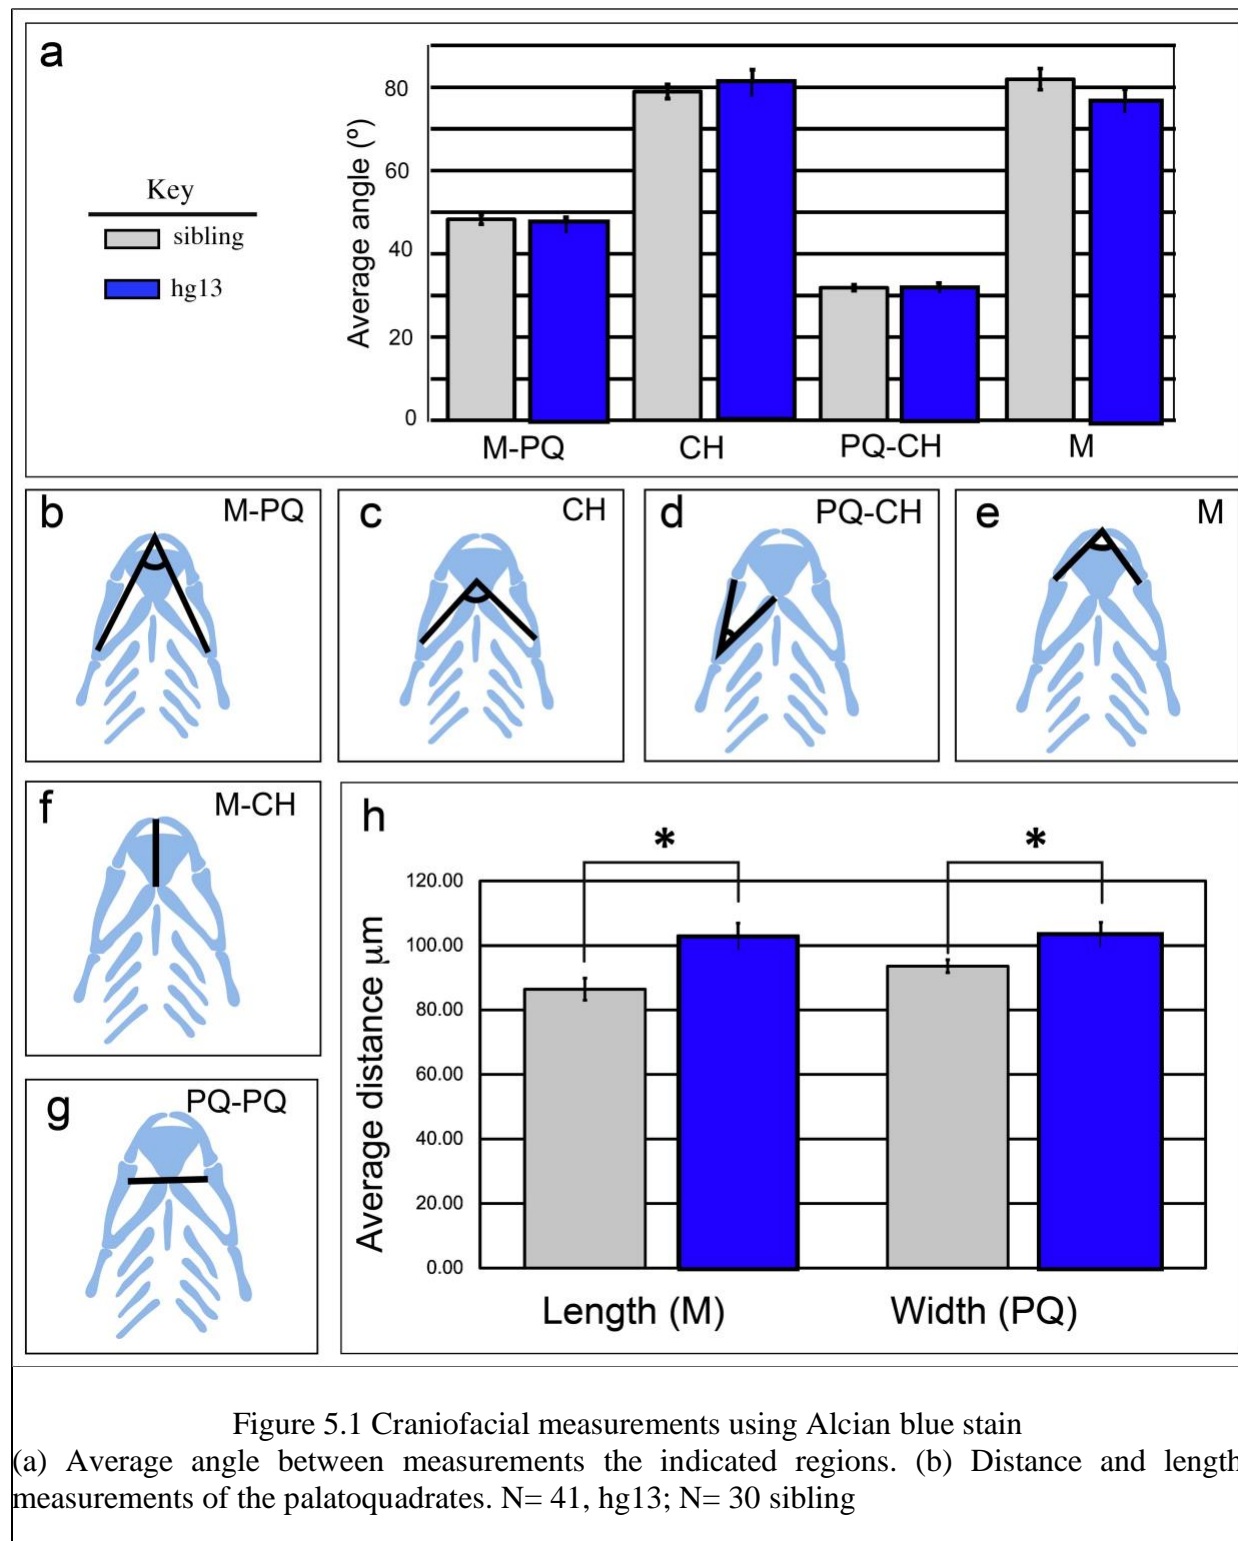 a
Average angle (º)
80
60
40
20
0
Key
sibling
hg13
M-PQ CH PQ-CH M
b M-PQ
c CH
d PQ-CH
e M
f M-CH
g PQ-PQ
h
* *
Average distance µm
120.00
100.00
80.00
60.00
40.00
20.00
0.00
Length (M) Width (PQ)
Figure 5.1 Craniofacial measurements using Alcian blue stain
(a) Average angle between measurements the indicated regions. (b) Distance and length
measurements of the palatoquadrates. N= 41, hg13; N= 30 sibling